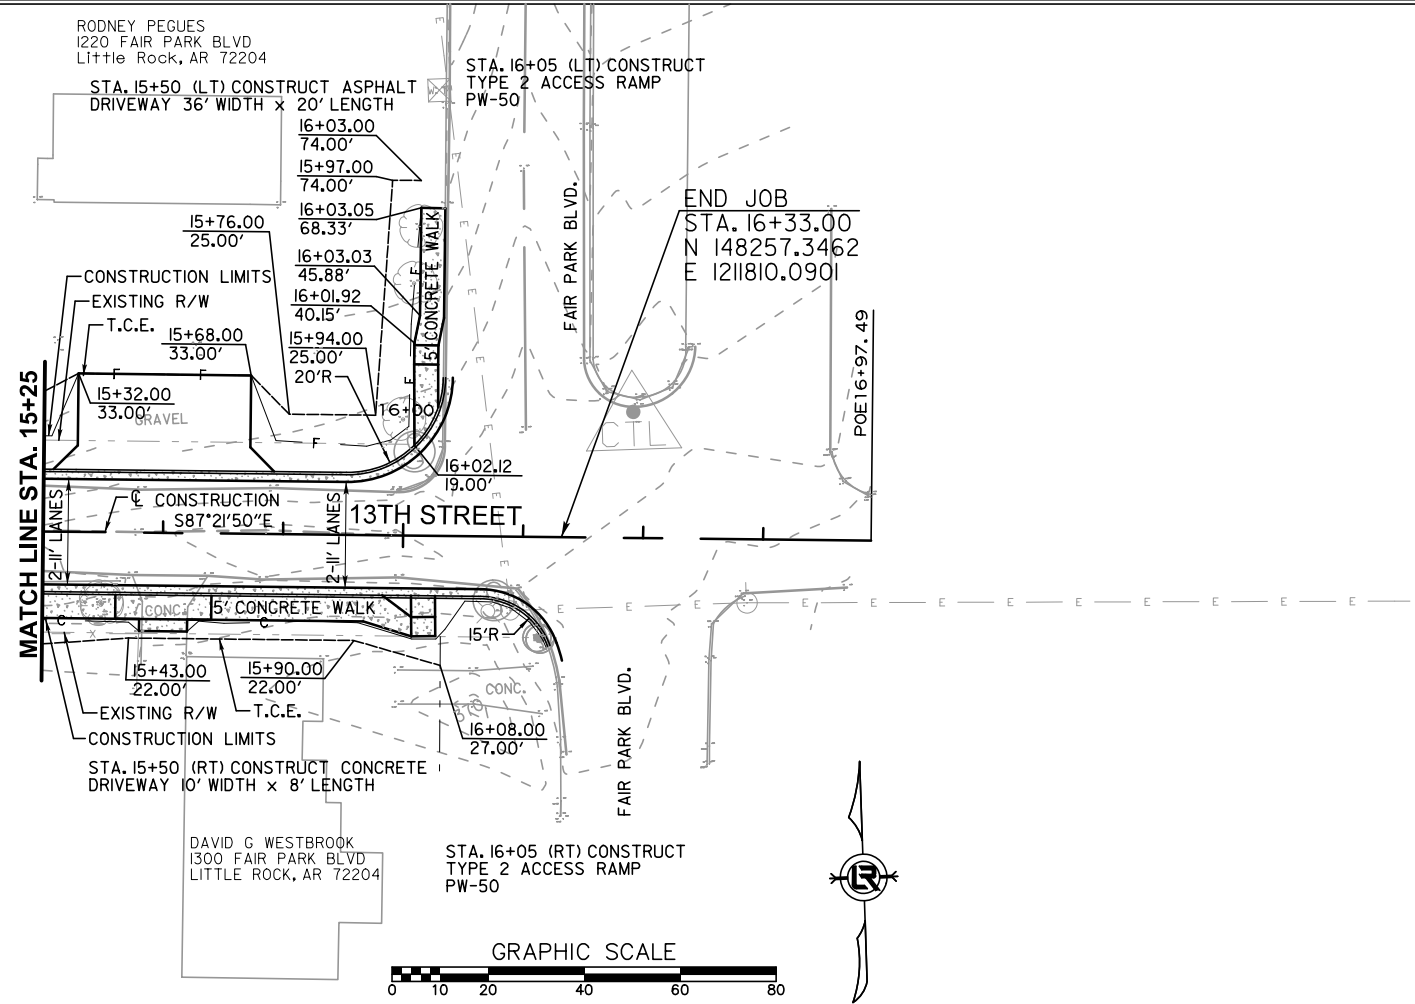 RODNEY PEGUES
1220 FAIR PARK BLVD
Little Rock, AR 72204
STA. 15+50 (LT) CONSTRUCT ASPHALT
DRIVEWAY 36' WIDTH x 20' LENGTH
STA. 16+05 (LT) CONSTRUCT
TYPE 2 ACCESS RAMP
PW-50
16+03.00
74.00'
15+97.00
74.00'
16+03.05
68.33'
15+76.00
25.00'
16+03.03
45.88'
16+01.92
40.15'
15+94.00
25.00'
20'R
CONSTRUCTION LIMITS
EXISTING R/W
T.C.E.
15+68.00
33.00'
15+32.00
33.00'
GRAVEL
5' CONCRETE WALK
FAIR PARK BLVD.
END JOB
STA. 16+33.00
N 148257.3462
E 1211810.0901
POE16+97.49
CTL
16+00
16+02.12
19.00'
MATCH LINE STA. 15+25
2-11' LANES
℄ CONSTRUCTION
S87°21'50"E
2-11' LANES
13TH STREET
CONC.
5' CONCRETE WALK
15'R
15+43.00
22.00'
15+90.00
22.00'
CONC.
16+08.00
27.00'
EXISTING R/W
T.C.E.
CONSTRUCTION LIMITS
FAIR PARK BLVD.
STA. 15+50 (RT) CONSTRUCT CONCRETE
DRIVEWAY 10' WIDTH x 8' LENGTH
DAVID G WESTBROOK
1300 FAIR PARK BLVD
LITTLE ROCK, AR 72204
STA. 16+05 (RT) CONSTRUCT
TYPE 2 ACCESS RAMP
PW-50
LR
GRAPHIC SCALE
0 10 20 40 60 80